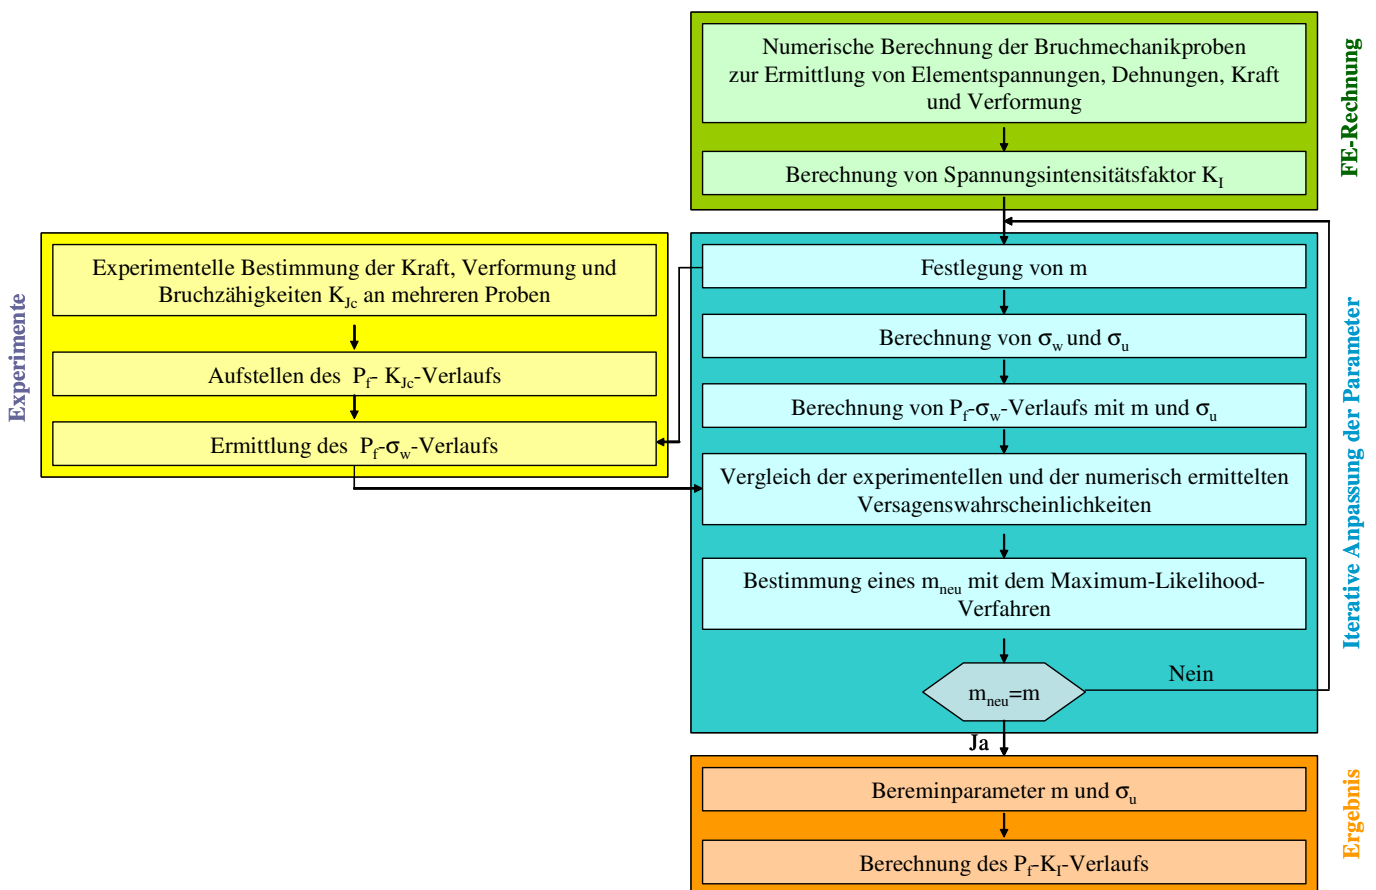 Numerische Berechnung der Bruchmechanikproben
zur Ermittlung von Elementspannungen, Dehnungen, Kraft
und Verformung
Berechnung von Spannungsintensitätsfaktor K_I
FE-Rechnung
Experimentelle Bestimmung der Kraft, Verformung und
Bruchzähigkeiten K_Jc an mehreren Proben
Aufstellen des P_f- K_Jc-Verlaufs
Ermittlung des P_f-σ_w-Verlaufs
Experimente
Festlegung von m
Berechnung von σ_w und σ_u
Berechnung von P_f-σ_w-Verlaufs mit m und σ_u
Vergleich der experimentellen und der numerisch ermittelten
Versagenswahrscheinlichkeiten
Bestimmung eines m_neu mit dem Maximum-Likelihood-
Verfahren
m_neu=m
Nein
Ja
Iterative Anpassung der Parameter
Bereminparameter m und σ_u
Berechnung des P_f-K_I-Verlaufs
Ergebnis